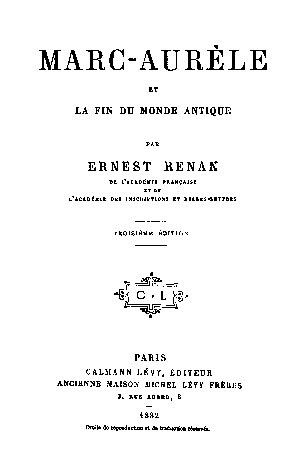 MARC-AURÈLE
ET
LA FIN DU MONDE ANTIQUE
PAR
ERNEST RENAN
DE L'ACADÉMIE FRANÇAISE
ET DE
L'ACADÉMIE DES INSCRIPTIONS ET BELLES-LETTRES
TROISIÈME ÉDITION
C L
PARIS
CALMANN LÉVY, ÉDITEUR
ANCIENNE MAISON MICHEL LÉVY FRÈRES
3, RUE AUBER, 3
1882
Droits de reproduction et de traduction réservés.